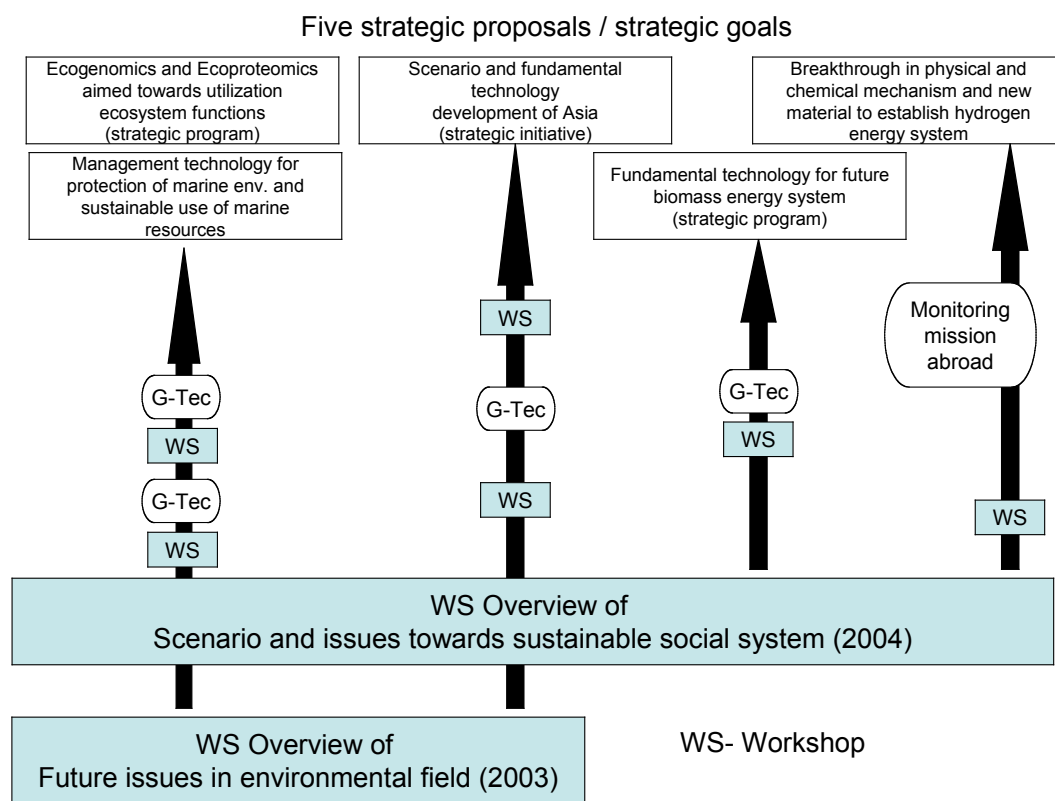 Five strategic proposals / strategic goals
Ecogenomics and Ecoproteomics
aimed towards utilization
ecosystem functions
(strategic program)
Management technology for
protection of marine env. and
sustainable use of marine
resources
Scenario and fundamental
technology
development of Asia
(strategic initiative)
Breakthrough in physical and
chemical mechanism and new
material to establish hydrogen
energy system
Fundamental technology for future
biomass energy system
(strategic program)
G-Tec
WS
G-Tec
WS
WS
G-Tec
WS
G-Tec
WS
Monitoring
mission
abroad
WS
WS Overview of
Scenario and issues towards sustainable social system (2004)
WS Overview of
Future issues in environmental field (2003)
WS- Workshop